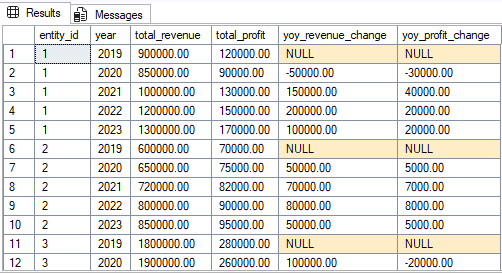 Results Messages
entity_id year total_revenue total_profit yoy_revenue_change yoy_profit_change
1 1 2019 900000.00 120000.00 NULL NULL
2 1 2020 850000.00 90000.00 -50000.00 -30000.00
3 1 2021 1000000.00 130000.00 150000.00 40000.00
4 1 2022 1200000.00 150000.00 200000.00 20000.00
5 1 2023 1300000.00 170000.00 100000.00 20000.00
6 2 2019 600000.00 70000.00 NULL NULL
7 2 2020 650000.00 75000.00 50000.00 5000.00
8 2 2021 720000.00 82000.00 70000.00 7000.00
9 2 2022 800000.00 90000.00 80000.00 8000.00
10 2 2023 850000.00 95000.00 50000.00 5000.00
11 3 2019 1800000.00 280000.00 NULL NULL
12 3 2020 1900000.00 260000.00 100000.00 -20000.00